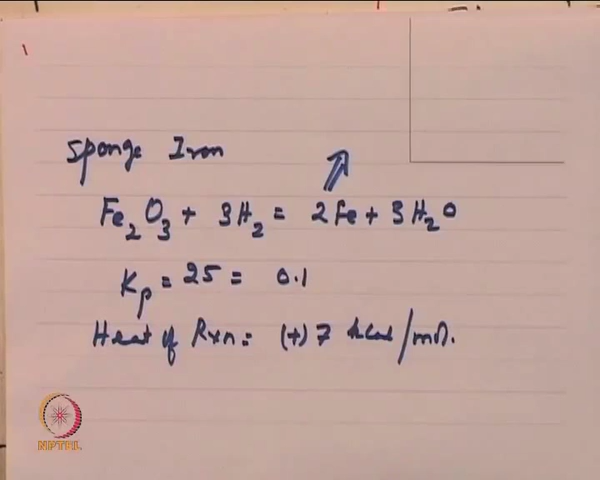 Sponge Iron
Fe₂O₃ + 3H₂ = 2Fe + 3H₂O
Kp = 25 = 0.1
Heat of Rxn = (+) 7 kcal/mol.
NPTEL